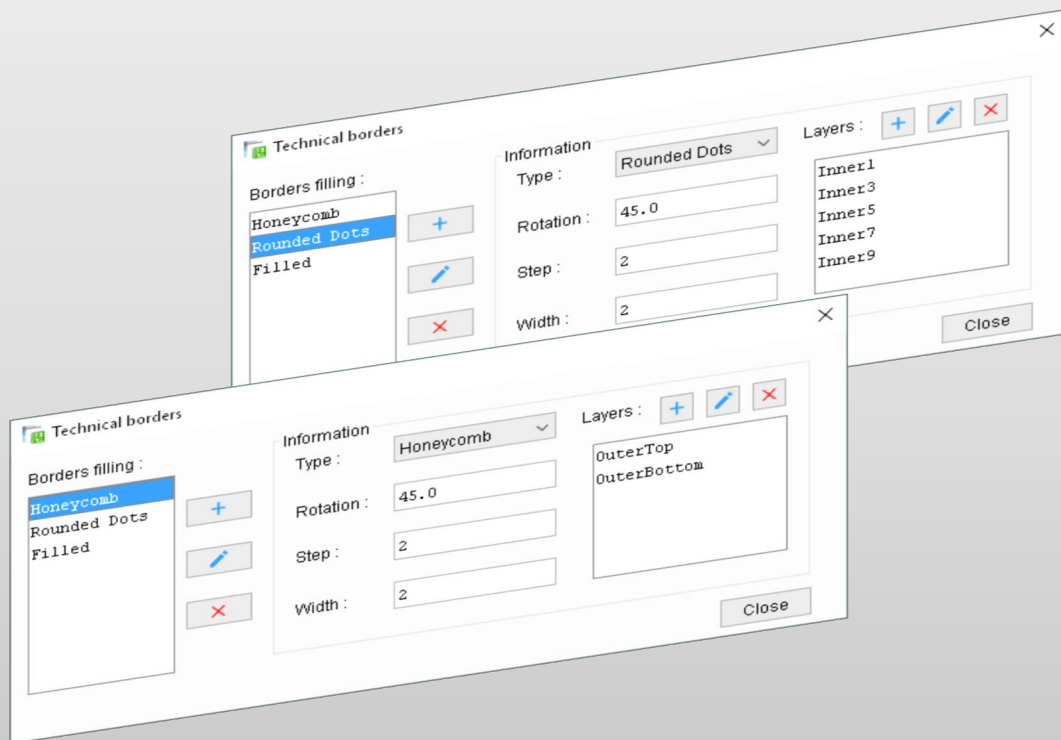 Technical borders
Borders filling :
Honeycomb
Rounded Dots
Filled
Information
Type :
Rounded Dots
Rotation :
45.0
Step :
2
Width :
2
Layers :
Inner1
Inner3
Inner5
Inner7
Inner9
Close
Technical borders
Borders filling :
Honeycomb
Rounded Dots
Filled
Information
Type :
Honeycomb
Rotation :
45.0
Step :
2
Width :
2
Layers :
OuterTop
OuterBottom
Close